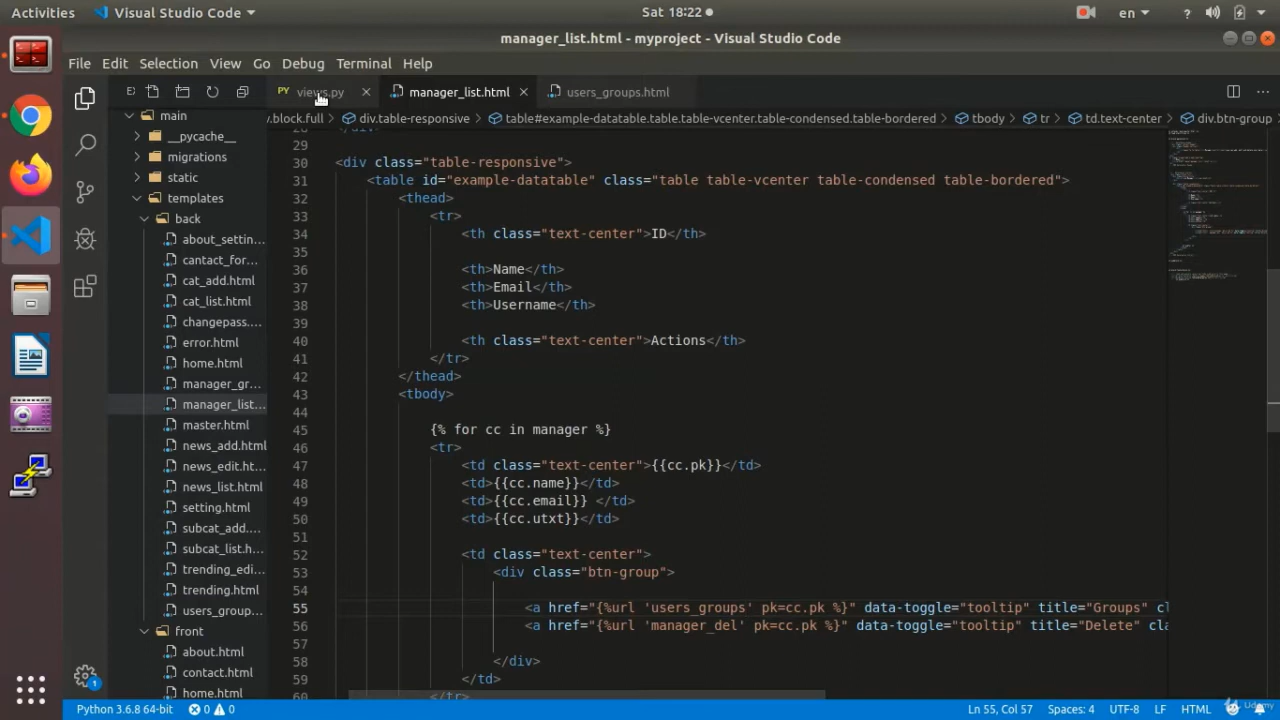 Activities Visual Studio Code Sat 18:22 en ?
manager_list.html - myproject - Visual Studio Code
File Edit Selection View Go Debug Terminal Help
PY views.py manager_list.html users_groups.html
main
__pycache__
migrations
static
templates
back
about_settin...
cantact_for...
cat_add.html
cat_list.html
changepass....
error.html
home.html
manager_gr...
manager_list...
master.html
news_add.html
news_edit.ht...
news_list.html
setting.html
subcat_add....
subcat_list.h...
trending_edi...
trending.html
users_group...
front
about.html
contact.html
home.html
v.block.full div.table-responsive table#example-datatable.table.table-vcenter.table-condensed.table-bordered tbody tr td.text-center div.btn-group
28 </div>
29
30 <div class="table-responsive">
31 <table id="example-datatable" class="table table-vcenter table-condensed table-bordered">
32 <thead>
33 <tr>
34 <th class="text-center">ID</th>
35
36 <th>Name</th>
37 <th>Email</th>
38 <th>Username</th>
39
40 <th class="text-center">Actions</th>
41 </tr>
42 </thead>
43 <tbody>
44
45 {% for cc in manager %}
46 <tr>
47 <td class="text-center">{{cc.pk}}</td>
48 <td>{{cc.name}}</td>
49 <td>{{cc.email}} </td>
50 <td>{{cc.utxt}}</td>
51
52 <td class="text-center">
53 <div class="btn-group">
54
55 <a href="{%url 'users_groups' pk=cc.pk %}" data-toggle="tooltip" title="Groups" cl
56 <a href="{%url 'manager_del' pk=cc.pk %}" data-toggle="tooltip" title="Delete" cla
57
58 </div>
59 </td>
60 </tr>
1
Python 3.6.8 64-bit 0 0 Ln 55, Col 57 Spaces: 4 UTF-8 LF HTML
Udemy